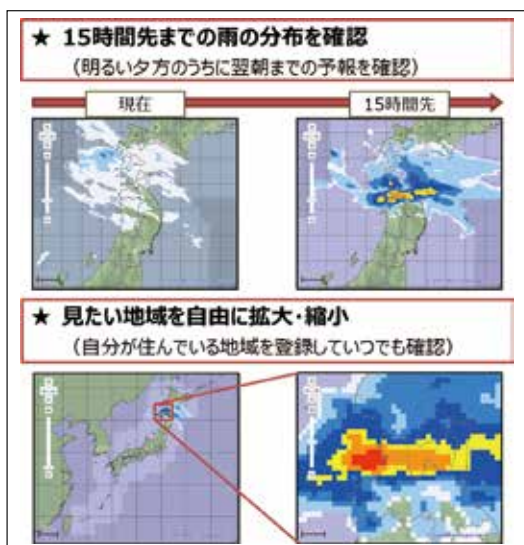 ★ 15時間先までの雨の分布を確認
（明るい夕方のうちに翌朝までの予報を確認）
現在
15時間先
★ 見たい地域を自由に拡大・縮小
（自分が住んでいる地域を登録していつでも確認）